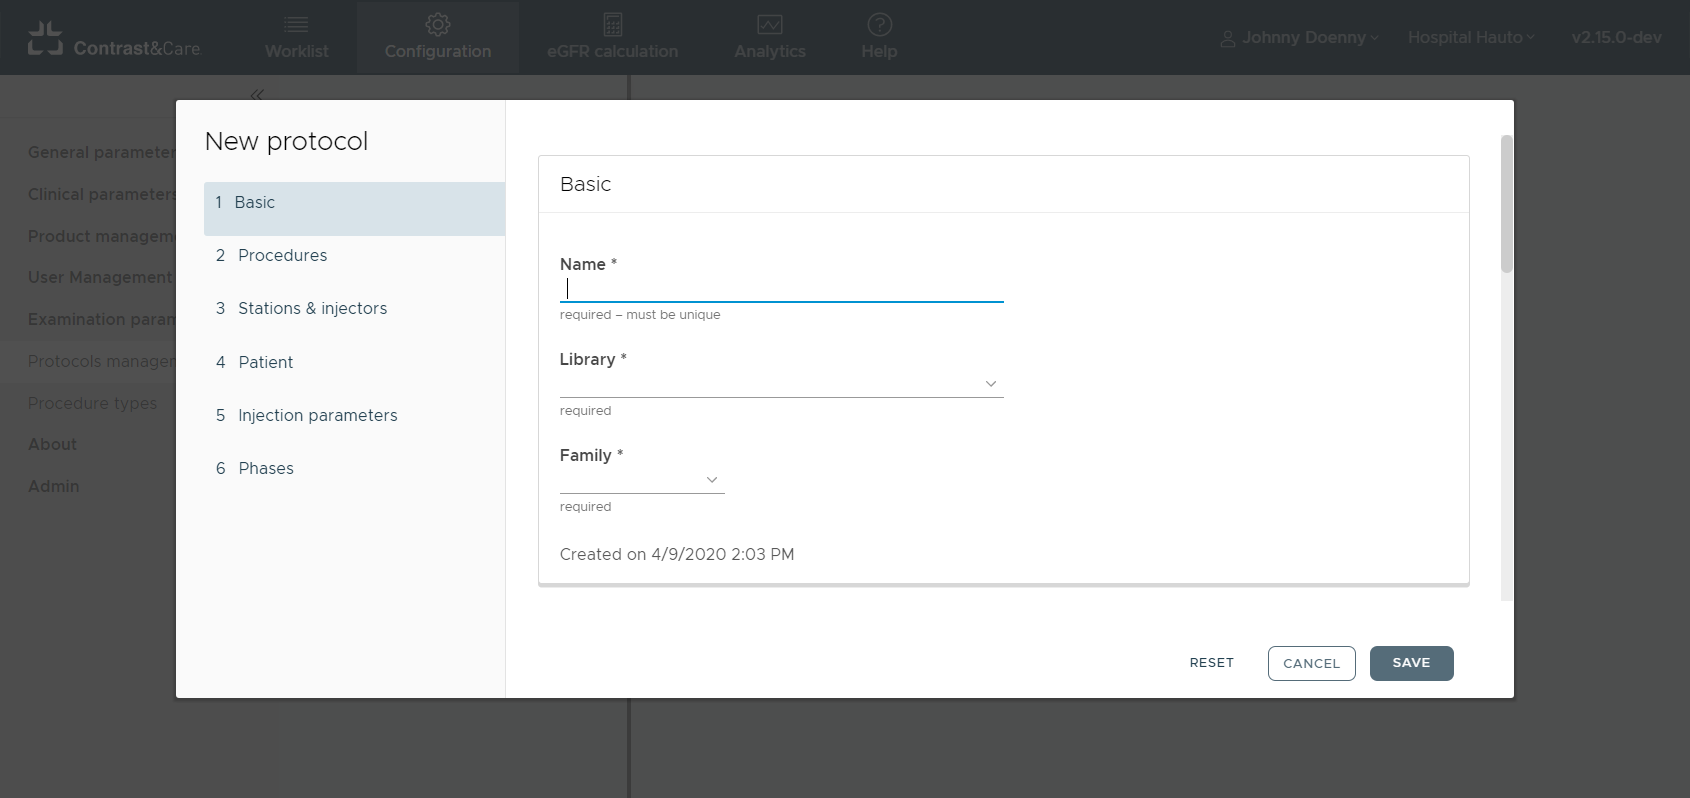 Contrast&Care.
Worklist
Configuration
eGFR calculation
Analytics
Help
Johnny Doenny
Hospital Hauto
v2.15.0-dev
General parameter
Clinical parameters
Product managem
User Management
Examination param
Protocols managem
Procedure types
About
Admin
New protocol
1 Basic
2 Procedures
3 Stations & injectors
4 Patient
5 Injection parameters
6 Phases
Basic
Name *
required – must be unique
Library *
required
Family *
required
Created on 4/9/2020 2:03 PM
RESET
CANCEL
SAVE